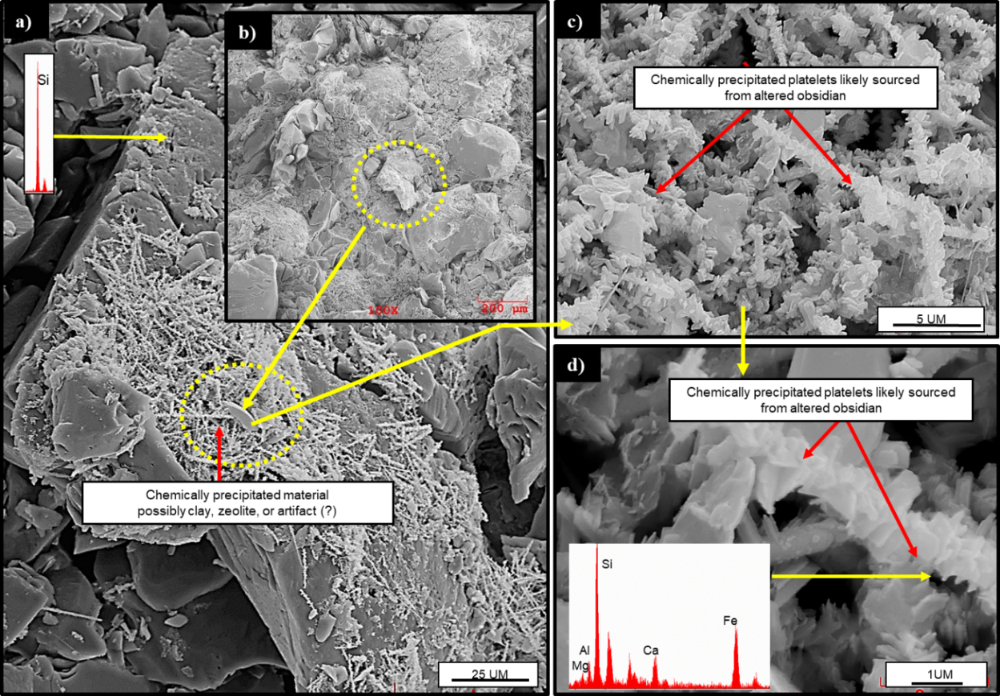 a)
Si
b)
100X
200 µm
Chemically precipitated material
possibly clay, zeolite, or artifact (?)
25 UM
c)
Chemically precipitated platelets likely sourced
from altered obsidian
5 UM
d)
Chemically precipitated platelets likely sourced
from altered obsidian
Si
Al
Mg
Ca
Fe
1UM